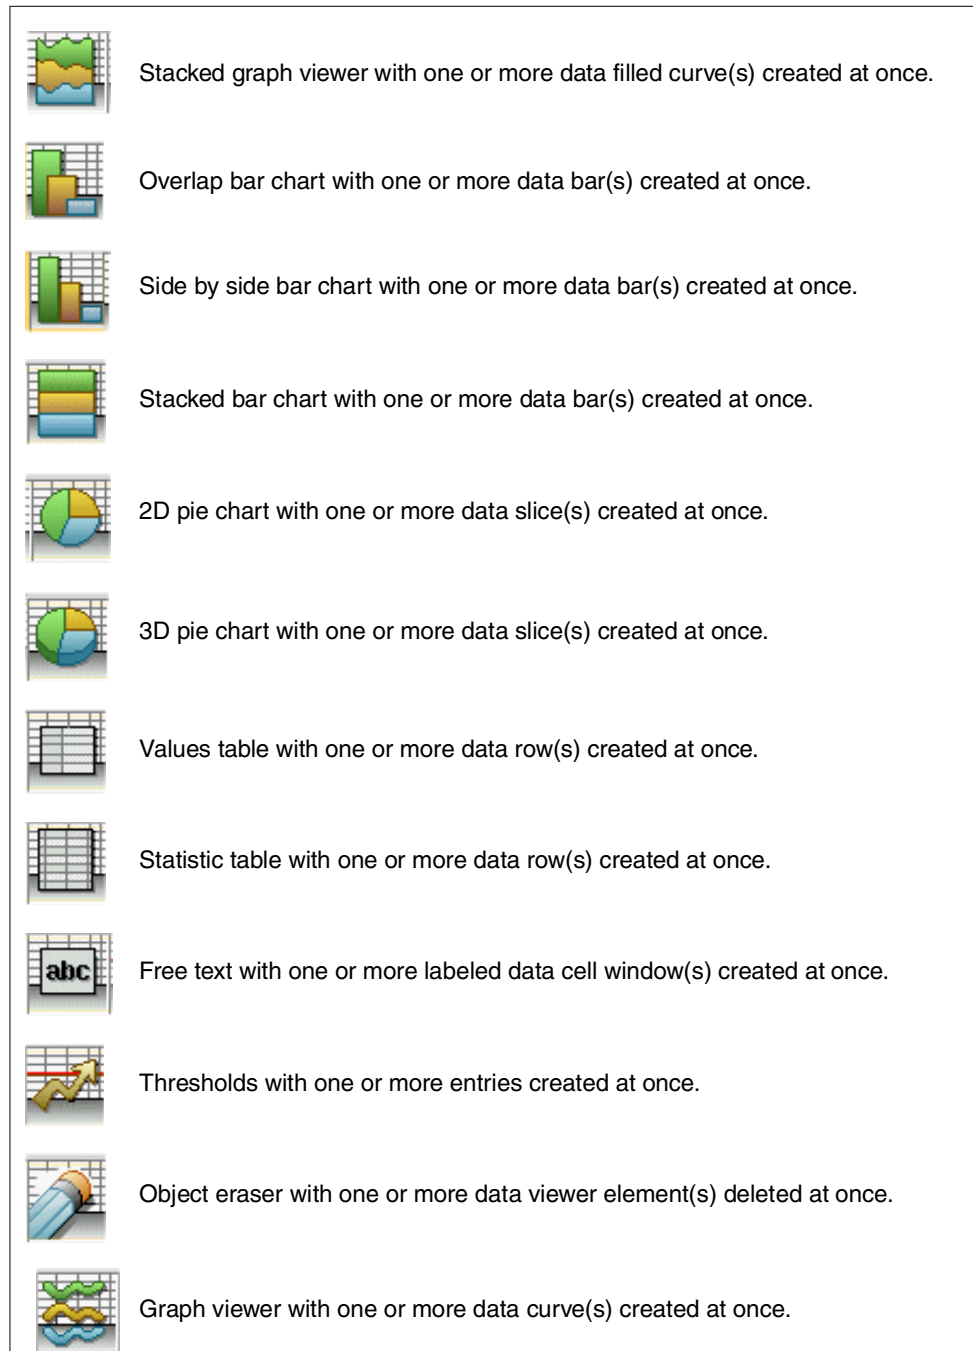 Stacked graph viewer with one or more data filled curve(s) created at once.
Overlap bar chart with one or more data bar(s) created at once.
Side by side bar chart with one or more data bar(s) created at once.
Stacked bar chart with one or more data bar(s) created at once.
2D pie chart with one or more data slice(s) created at once.
3D pie chart with one or more data slice(s) created at once.
Values table with one or more data row(s) created at once.
Statistic table with one or more data row(s) created at once.
abc
Free text with one or more labeled data cell window(s) created at once.
Thresholds with one or more entries created at once.
Object eraser with one or more data viewer element(s) deleted at once.
Graph viewer with one or more data curve(s) created at once.